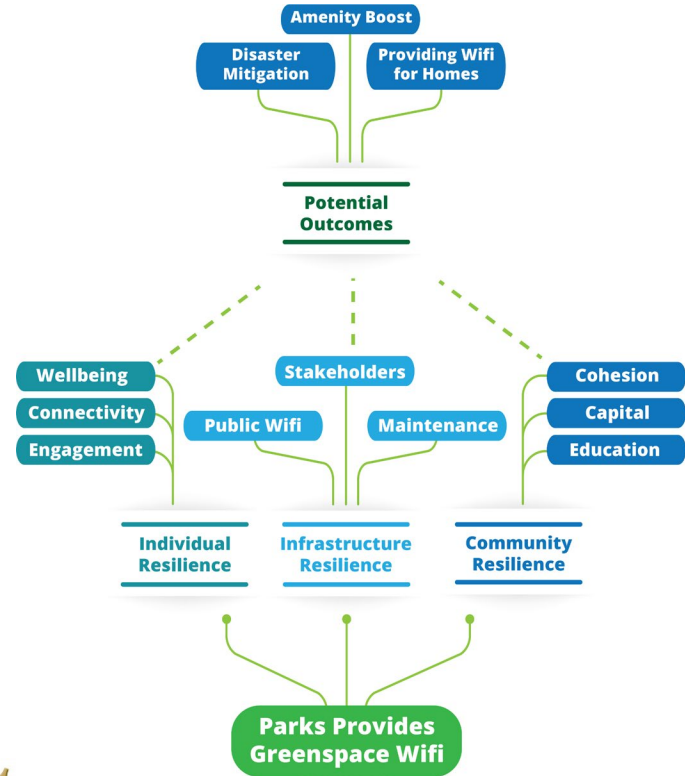 Amenity Boost
Disaster
Mitigation
Providing Wifi
for Homes
Potential
Outcomes
Wellbeing
Connectivity
Engagement
Stakeholders
Public Wifi
Maintenance
Cohesion
Capital
Education
Individual
Resilience
Infrastructure
Resilience
Community
Resilience
Parks Provides
Greenspace Wifi